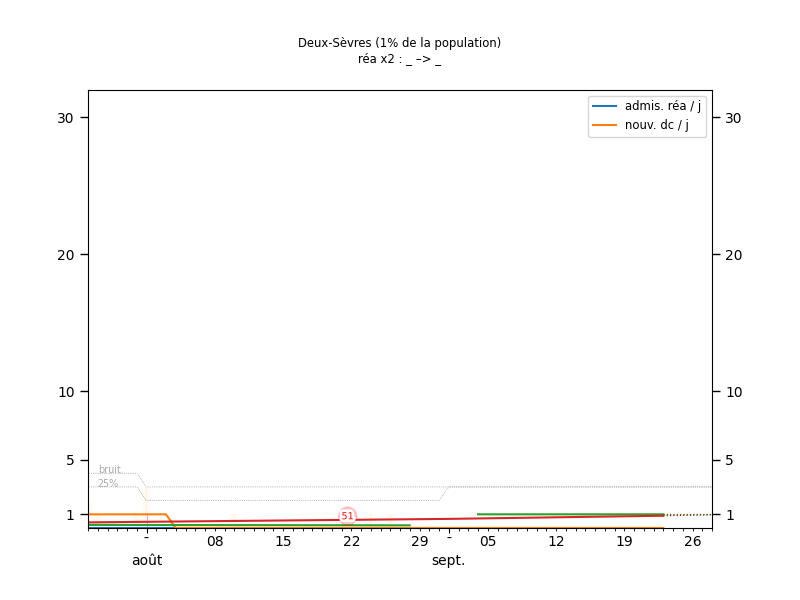 Deux-Sèvres (1% de la population)
réa x2 : _ –> _
admis. réa / j
nouv. dc / j
30 30
20 20
10 10
5 5
1 1
bruit
25%
51
- 08 15 22 29 - 05 12 19 26
août sept.